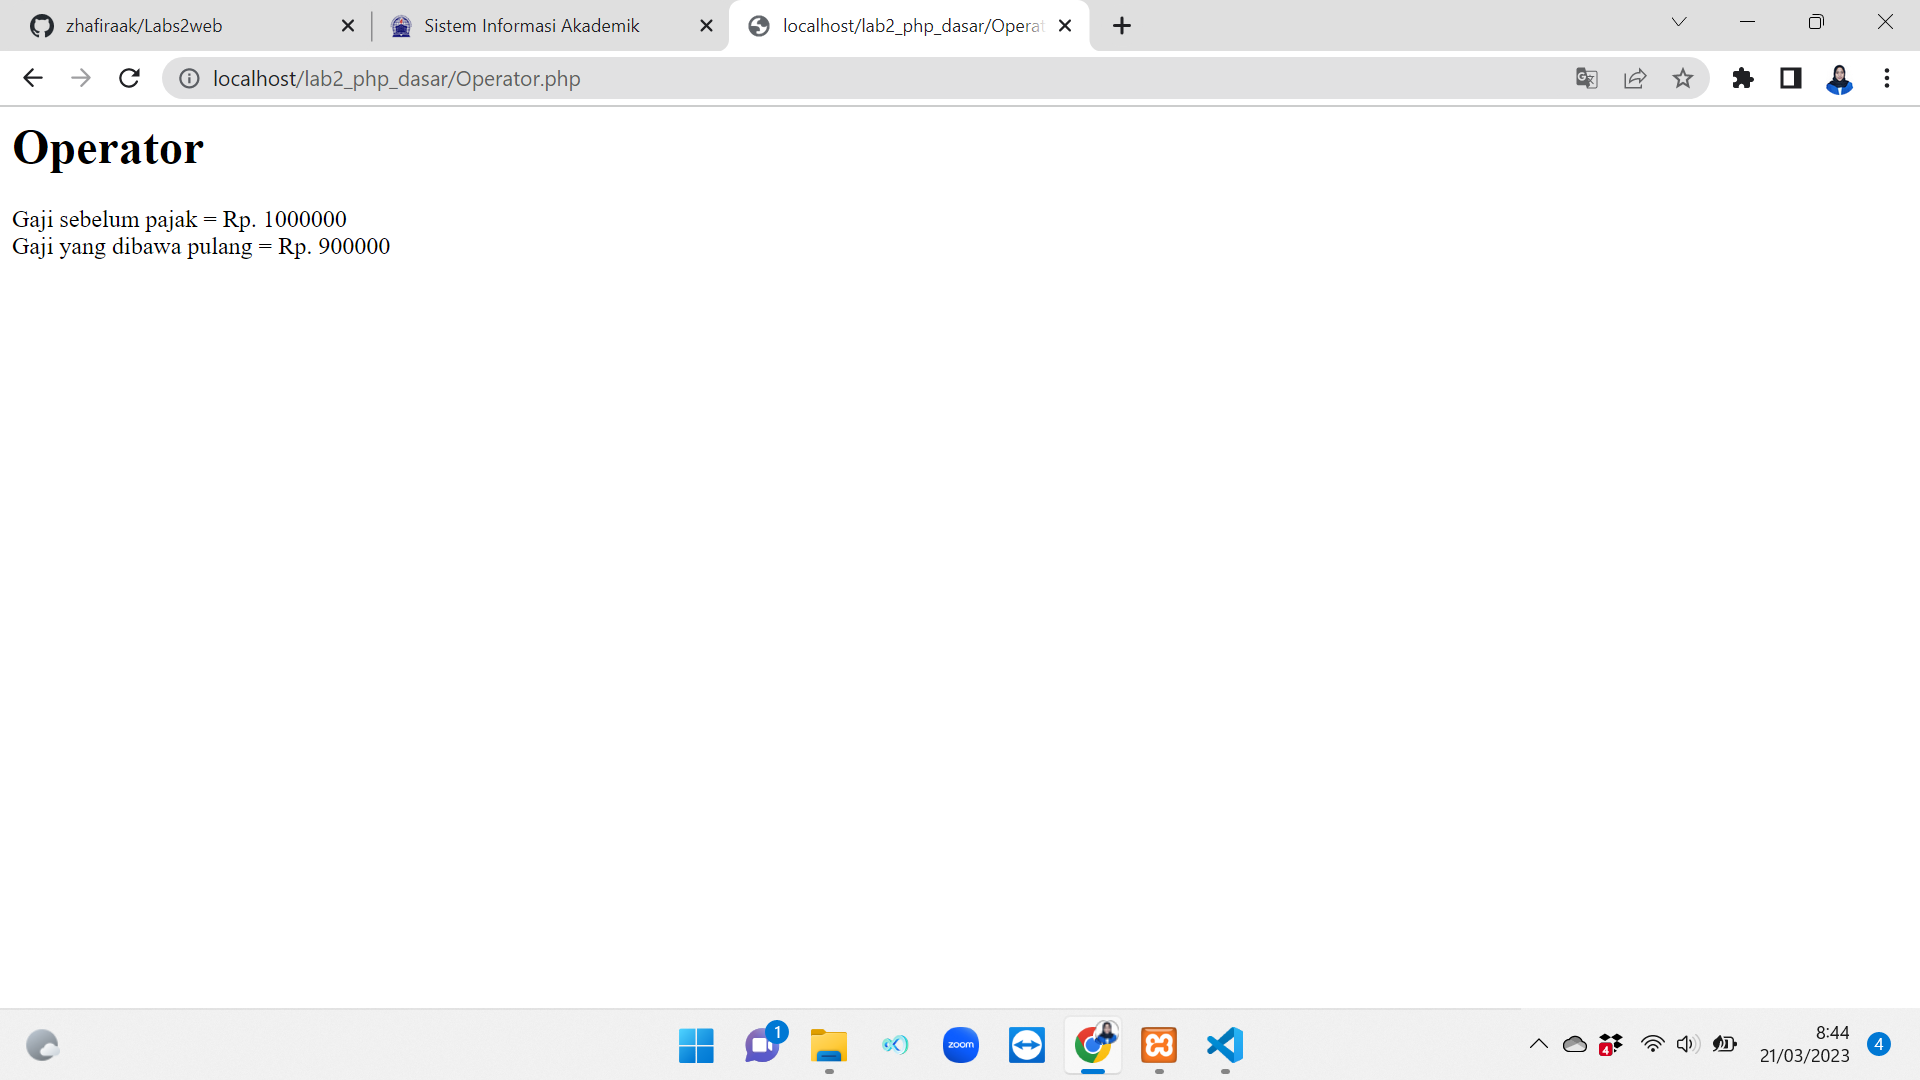 zhafiraak/Labs2web
Sistem Informasi Akademik
localhost/lab2_php_dasar/Operat
localhost/lab2_php_dasar/Operator.php
Operator
Gaji sebelum pajak = Rp. 1000000
Gaji yang dibawa pulang = Rp. 900000
1
zoom
4
8:44
21/03/2023
4